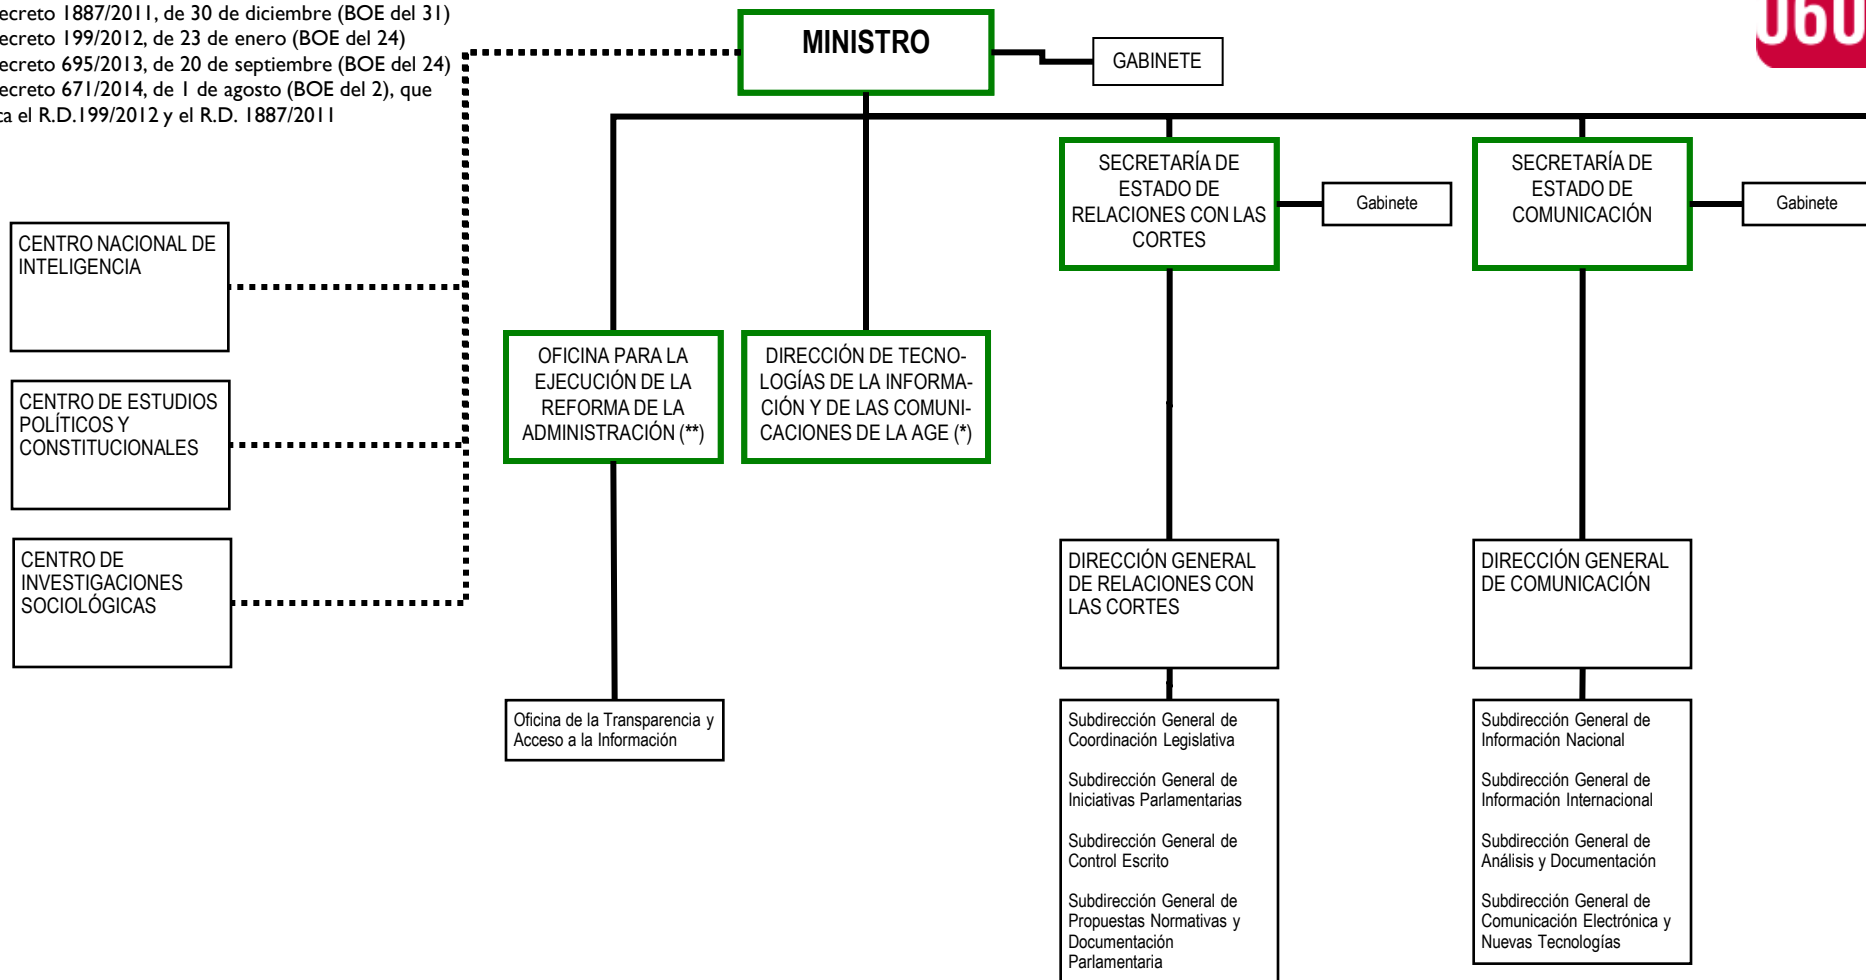 ecreto 1887/2011, de 30 de diciembre (BOE del 31)
ecreto 199/2012, de 23 de enero (BOE del 24)
ecreto 695/2013, de 20 de septiembre (BOE del 24)
ecreto 671/2014, de 1 de agosto (BOE del 2), que
ca el R.D.199/2012 y el R.D. 1887/2011
MINISTRO
GABINETE
060
SECRETARÍA DE
ESTADO DE
RELACIONES CON LAS
CORTES
Gabinete
SECRETARÍA DE
ESTADO DE
COMUNICACIÓN
Gabinete
CENTRO NACIONAL DE
INTELIGENCIA
CENTRO DE ESTUDIOS
POLÍTICOS Y
CONSTITUCIONALES
CENTRO DE
INVESTIGACIONES
SOCIOLÓGICAS
OFICINA PARA LA
EJECUCIÓN DE LA
REFORMA DE LA
ADMINISTRACIÓN (**)
DIRECCIÓN DE TECNO-
LOGÍAS DE LA INFORMA-
CIÓN Y DE LAS COMUNI-
CACIONES DE LA AGE (*)
DIRECCIÓN GENERAL
DE RELACIONES CON
LAS CORTES
DIRECCIÓN GENERAL
DE COMUNICACIÓN
Oficina de la Transparencia y
Acceso a la Información
Subdirección General de
Coordinación Legislativa
Subdirección General de
Iniciativas Parlamentarias
Subdirección General de
Control Escrito
Subdirección General de
Propuestas Normativas y
Documentación
Parlamentaria
Subdirección General de
Información Nacional
Subdirección General de
Información Internacional
Subdirección General de
Análisis y Documentación
Subdirección General de
Comunicación Electrónica y
Nuevas Tecnologías